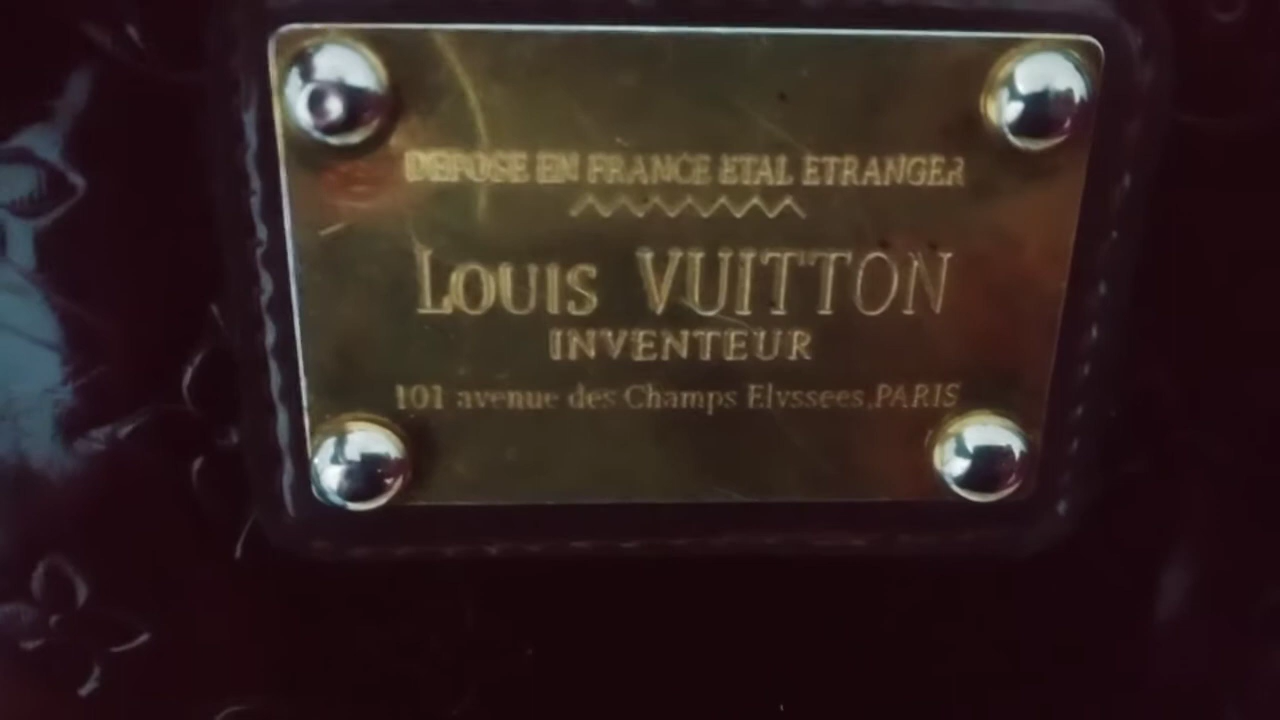 DEPOSE EN FRANCE ETAL ETRANGER
LOUIS VUITTON
INVENTEUR
101 avenue des Champs Elvssees,PARIS